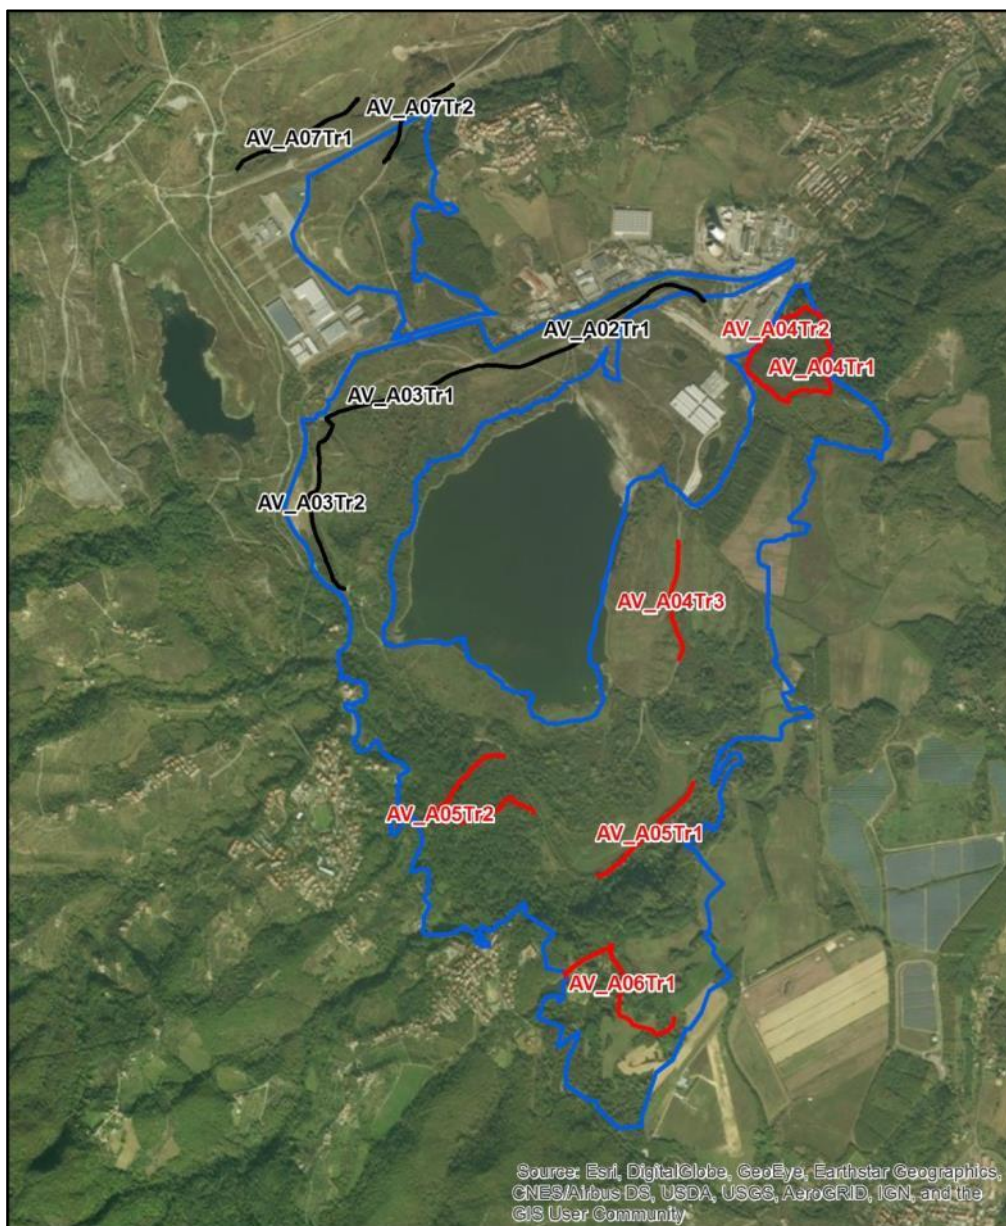 AV_A07Tr2
AV_A07Tr1
AV_A02Tr1
AV_A04Tr2
AV_A04Tr1
AV_A03Tr1
AV_A03Tr2
AV_A04Tr3
AV_A05Tr2
AV_A05Tr1
AV_A06Tr1
Source: Esri, DigitalGlobe, GeoEye, Earthstar Geographics,
CNES/Airbus DS, USDA, USGS, AeroGRID, IGN, and the
GIS User Community